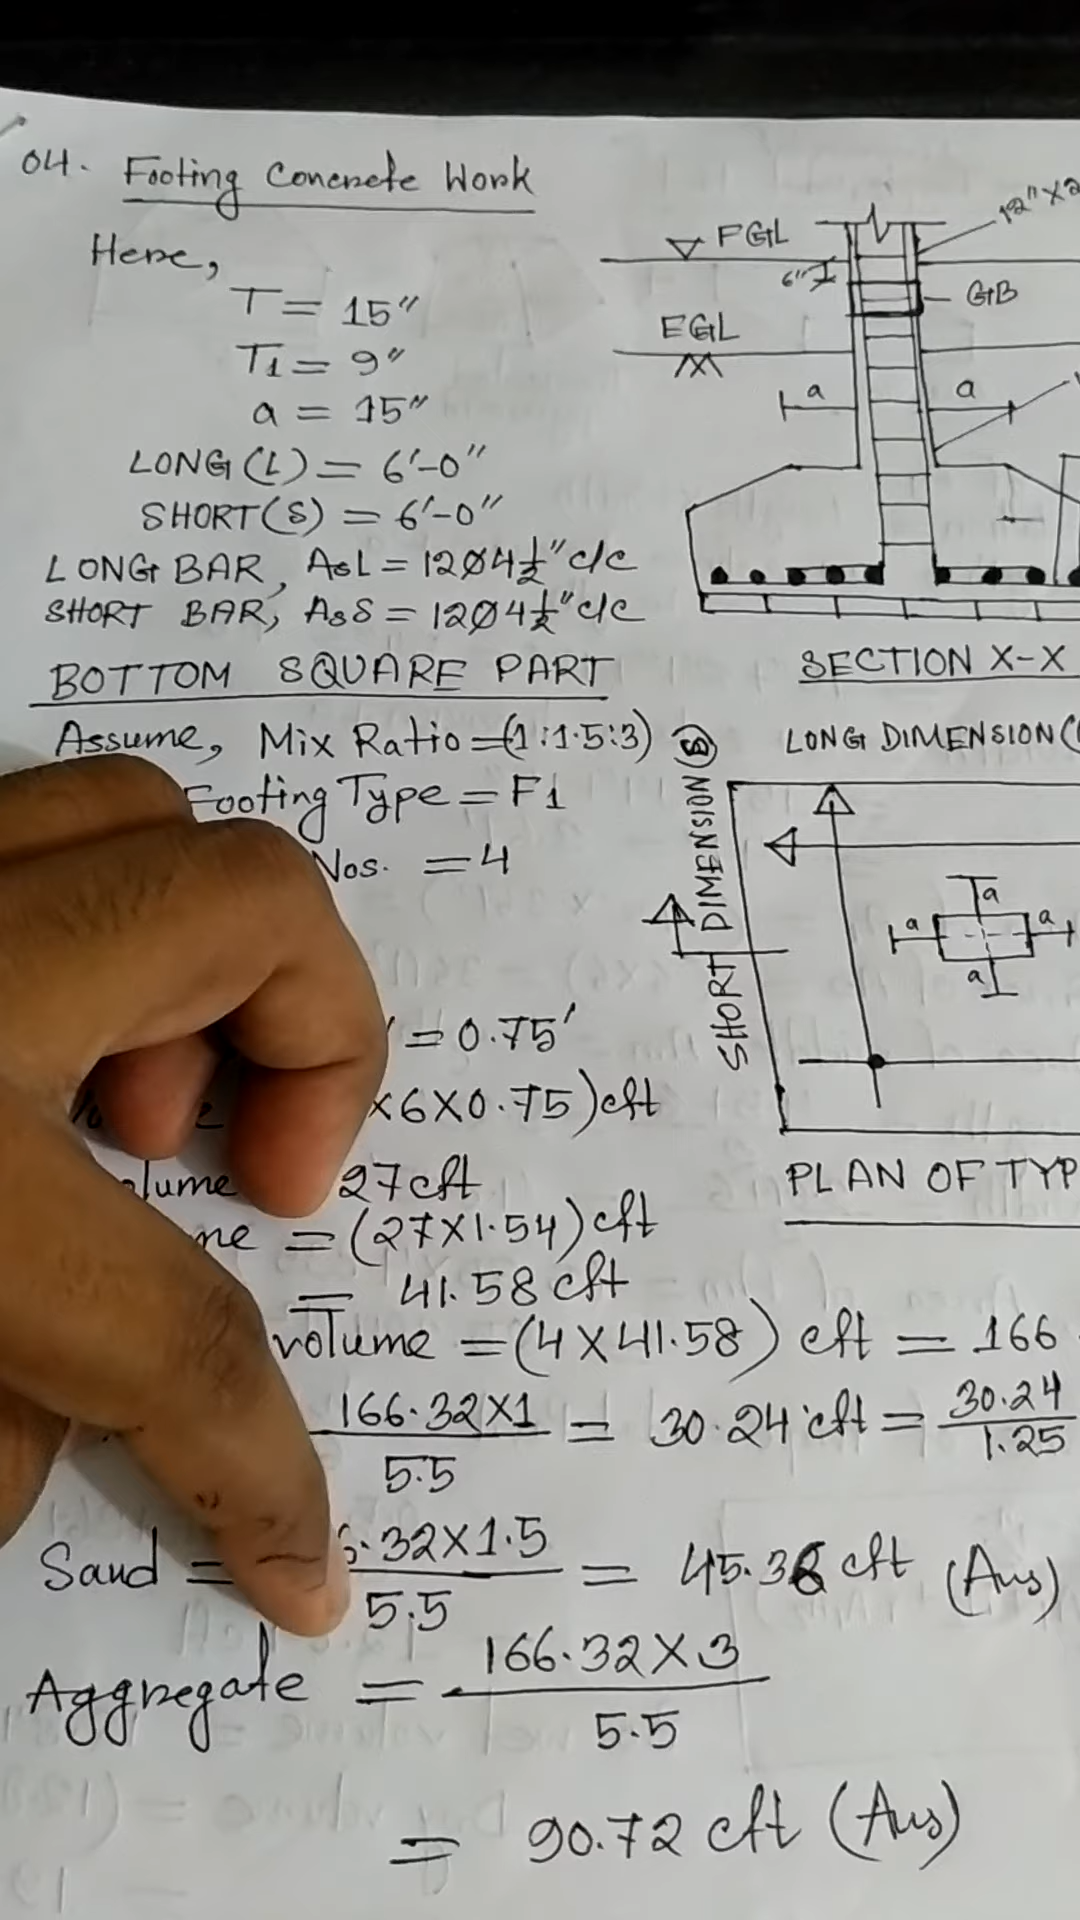 04. Footing Concrete Work
Here,
T = 15"
T1 = 9"
a = 15"
LONG (L) = 6'-0"
SHORT(S) = 6'-0"
LONG BAR, AsL = 12Ø4½" c/c
SHORT BAR, AsS = 12Ø4½" c/c
BOTTOM SQUARE PART
Assume, Mix Ratio = (1:1.5:3)
Footing Type = F1
Nos. = 4
= 0.75'
×6×0.75) cft
27 cft
= (27×1.54) cft
= 41.58 cft
volume = (4×41.58) cft = 166
166.32×1 / 5.5 = 30.24 cft = 30.24 / 1.25
Sand = 6.32×1.5 / 5.5 = 45.36 cft (Ans)
Aggregate = 166.32×3 / 5.5
= 90.72 cft (Ans)
12"×2
FGL
6"
GB
EGL
a a
SECTION X-X
LONG DIMENSION (
SHORT DIMENSION (S)
a
a a
a
PLAN OF TYP